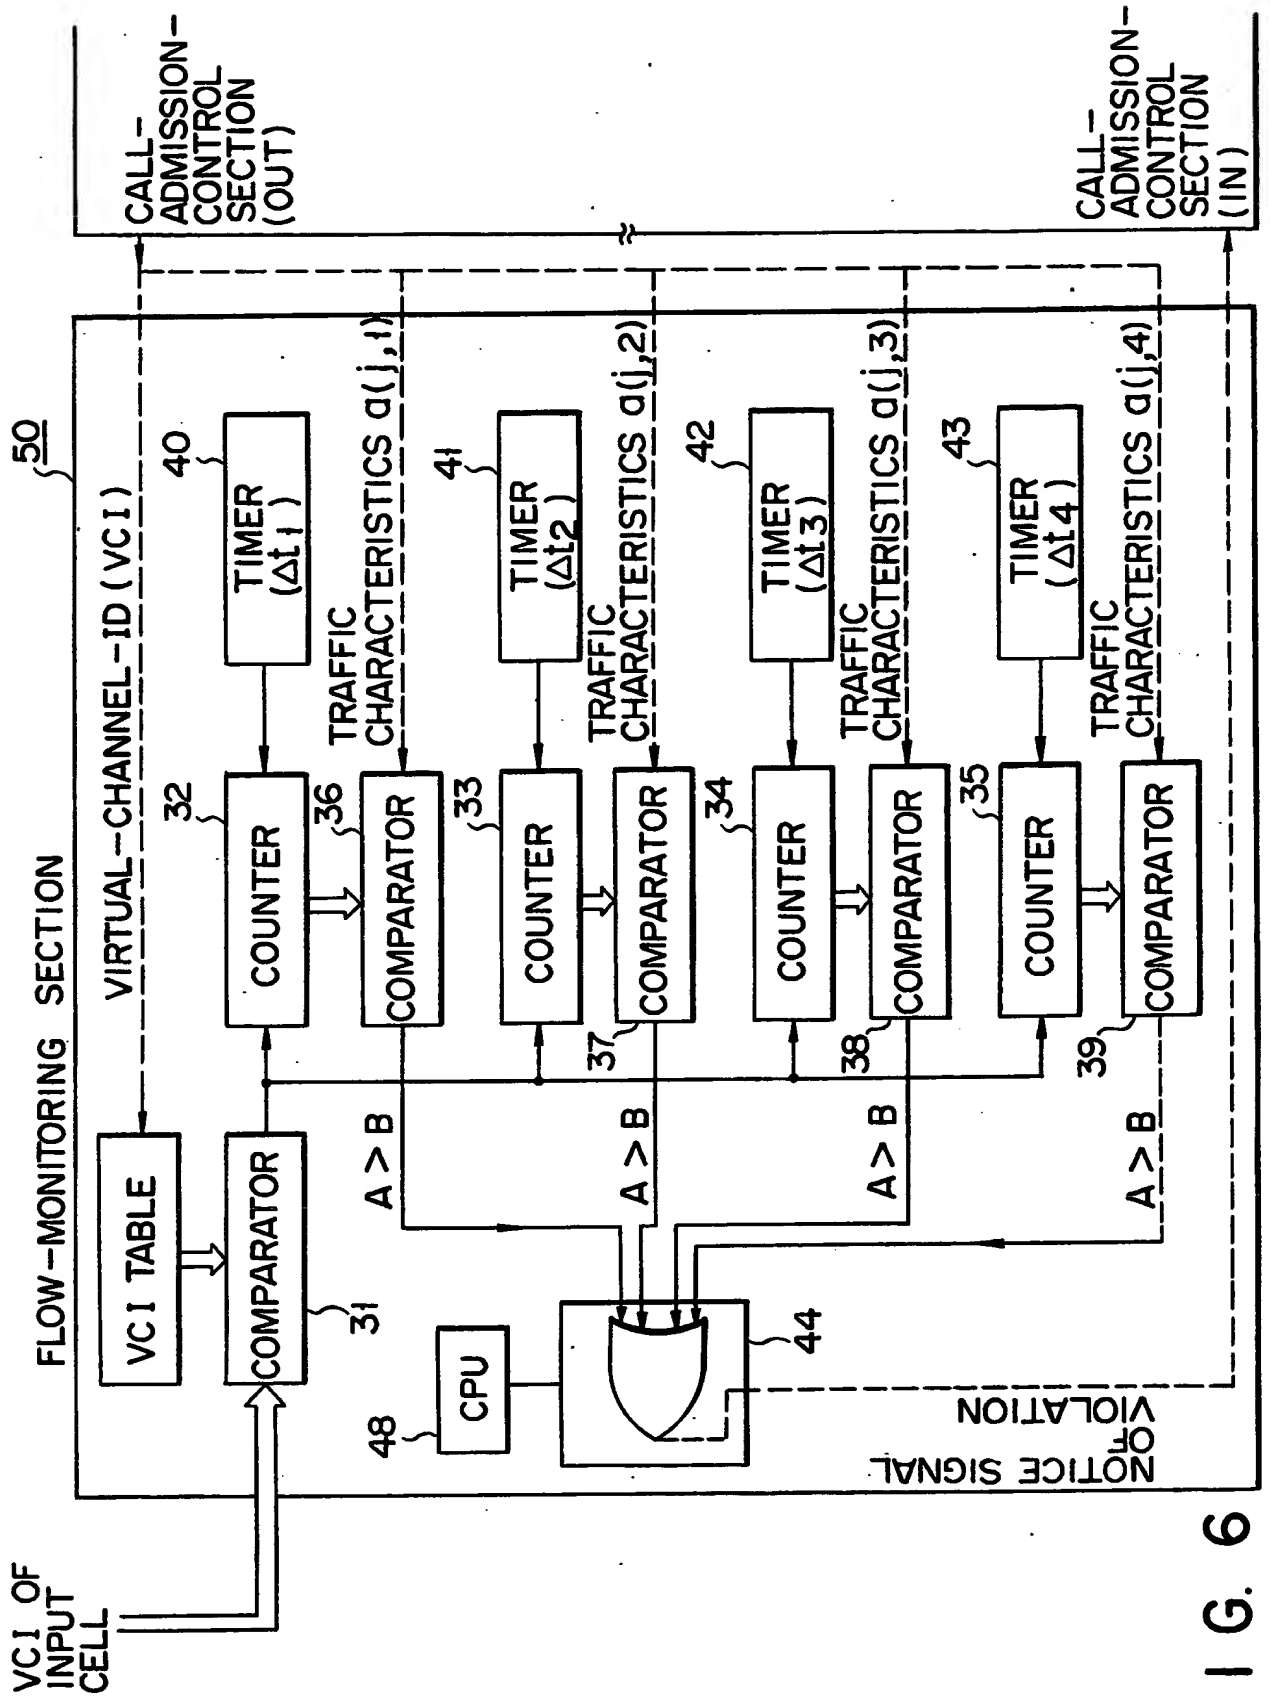 VCI OF
INPUT
CELL
FLOW-MONITORING SECTION
50
VIRTUAL-CHANNEL-ID (VCI)
CALL-
ADMISSION-
CONTROL
SECTION
(OUT)
VCI TABLE
COMPARATOR
31
32
COUNTER
40
TIMER
(Δt1)
36
COMPARATOR
TRAFFIC
CHARACTERISTICS a(j,1)
A > B
33
COUNTER
41
TIMER
(Δt2)
37
COMPARATOR
TRAFFIC
CHARACTERISTICS a(j,2)
A > B
34
COUNTER
42
TIMER
(Δt3)
38
COMPARATOR
TRAFFIC
CHARACTERISTICS a(j,3)
A > B
35
COUNTER
43
TIMER
(Δt4)
39
COMPARATOR
TRAFFIC
CHARACTERISTICS a(j,4)
A > B
48
CPU
44
NOTICE SIGNAL
OF
VIOLATION
CALL-
ADMISSION-
CONTROL
SECTION
(IN)
I G. 6